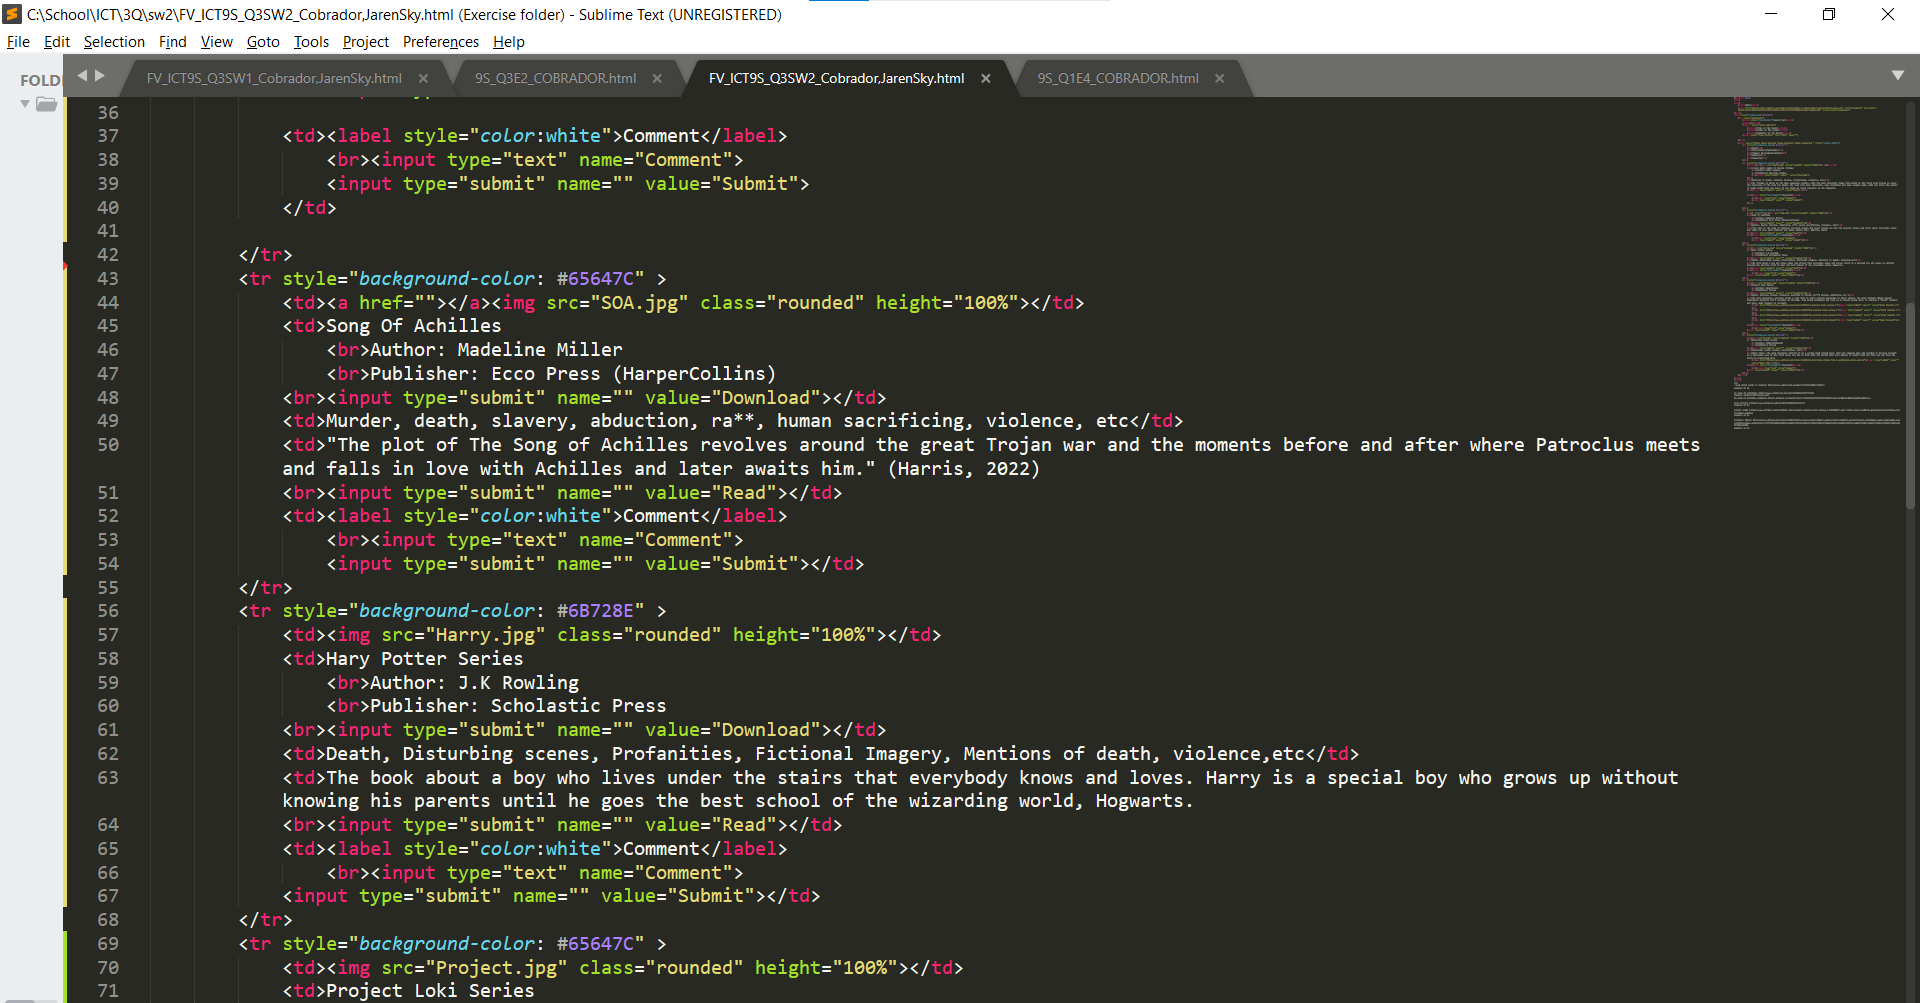 C:\School\ICT\3Q\sw2\FV_ICT9S_Q3SW2_Cobrador,JarenSky.html (Exercise folder) - Sublime Text (UNREGISTERED)
File Edit Selection Find View Goto Tools Project Preferences Help
FOLD
FV_ICT9S_Q3SW1_Cobrador,JarenSky.html 9S_Q3E2_COBRADOR.html FV_ICT9S_Q3SW2_Cobrador,JarenSky.html 9S_Q1E4_COBRADOR.html
36
37 <td><label style="color:white">Comment</label>
38 <br><input type="text" name="Comment">
39 <input type="submit" name="" value="Submit">
40 </td>
41
42 </tr>
43 <tr style="background-color: #65647C" >
44 <td><a href=""></a><img src="SOA.jpg" class="rounded" height="100%"></td>
45 <td>Song Of Achilles
46 <br>Author: Madeline Miller
47 <br>Publisher: Ecco Press (HarperCollins)
48 <br><input type="submit" name="" value="Download"></td>
49 <td>Murder, death, slavery, abduction, ra**, human sacrificing, violence, etc</td>
50 <td>"The plot of The Song of Achilles revolves around the great Trojan war and the moments before and after where Patroclus meets
and falls in love with Achilles and later awaits him." (Harris, 2022)
51 <br><input type="submit" name="" value="Read"></td>
52 <td><label style="color:white">Comment</label>
53 <br><input type="text" name="Comment">
54 <input type="submit" name="" value="Submit"></td>
55 </tr>
56 <tr style="background-color: #6B728E" >
57 <td><img src="Harry.jpg" class="rounded" height="100%"></td>
58 <td>Hary Potter Series
59 <br>Author: J.K Rowling
60 <br>Publisher: Scholastic Press
61 <br><input type="submit" name="" value="Download"></td>
62 <td>Death, Disturbing scenes, Profanities, Fictional Imagery, Mentions of death, violence,etc</td>
63 <td>The book about a boy who lives under the stairs that everybody knows and loves. Harry is a special boy who grows up without
knowing his parents until he goes the best school of the wizarding world, Hogwarts.
64 <br><input type="submit" name="" value="Read"></td>
65 <td><label style="color:white">Comment</label>
66 <br><input type="text" name="Comment">
67 <input type="submit" name="" value="Submit"></td>
68 </tr>
69 <tr style="background-color: #65647C" >
70 <td><img src="Project.jpg" class="rounded" height="100%"></td>
71 <td>Project Loki Series